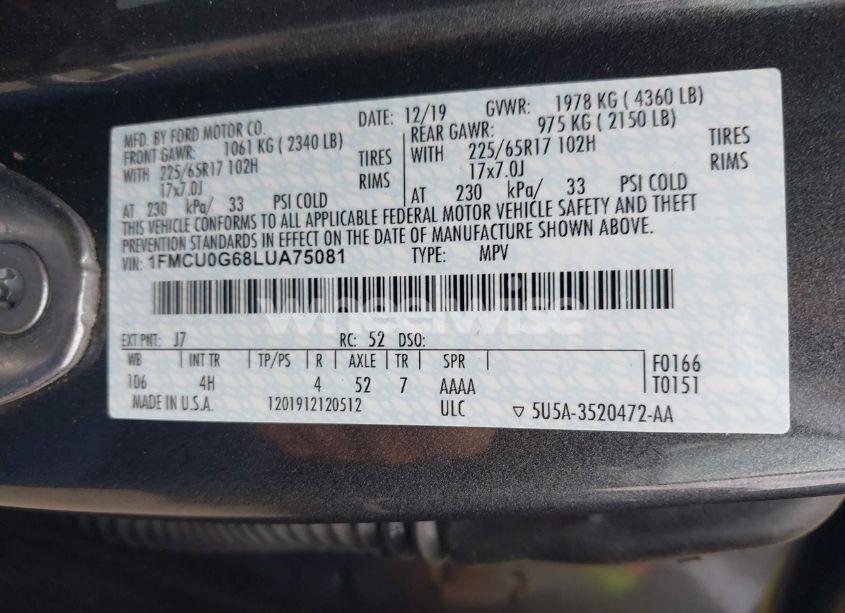 MFD. BY FORD MOTOR CO.
DATE: 12/19 GVWR: 1978 KG ( 4360 LB)
FRONT GAWR: 1061 KG ( 2340 LB)
REAR GAWR: 975 KG ( 2150 LB)
WITH 225/65R17 102H TIRES
WITH 225/65R17 102H TIRES
17x7.0J RIMS
17x7.0J RIMS
AT 230 kPa/ 33 PSI COLD
AT 230 kPa/ 33 PSI COLD
THIS VEHICLE CONFORMS TO ALL APPLICABLE FEDERAL MOTOR VEHICLE SAFETY AND THEFT
PREVENTION STANDARDS IN EFFECT ON THE DATE OF MANUFACTURE SHOWN ABOVE.
VIN: 1FMCU0G68LUA75081 TYPE: MPV
wheelwise
EXT PNT: J7 RC: 52 DSO:
WB INT TR TP/PS R AXLE TR SPR F0166
106 4H 4 52 7 AAAA T0151
MADE IN U.S.A. 1201912120512 ULC ▽ 5U5A-3520472-AA